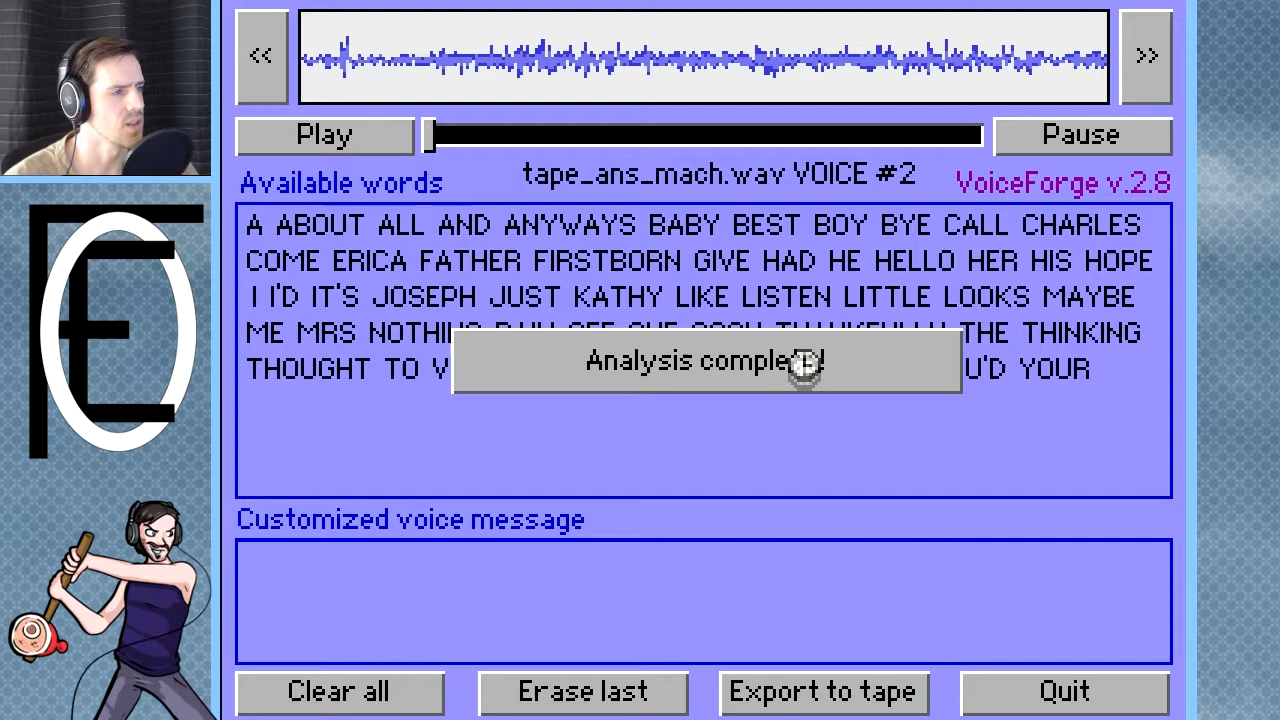 <<
>>
Play
Pause
tape_ans_mach.wav VOICE #2
Available words
VoiceForge v.2.8
A ABOUT ALL AND ANYWAYS BABY BEST BOY BYE CALL CHARLES
COME ERICA FATHER FIRSTBORN GIVE HAD HE HELLO HER HIS HOPE
I I'D IT'S JOSEPH JUST KATHY LIKE LISTEN LITTLE LOOKS MAYBE
ME MRS THE THINKING
Analysis complete!
THOUGHT TO YOUR
Customized voice message
Clear all
Erase last
Export to tape
Quit